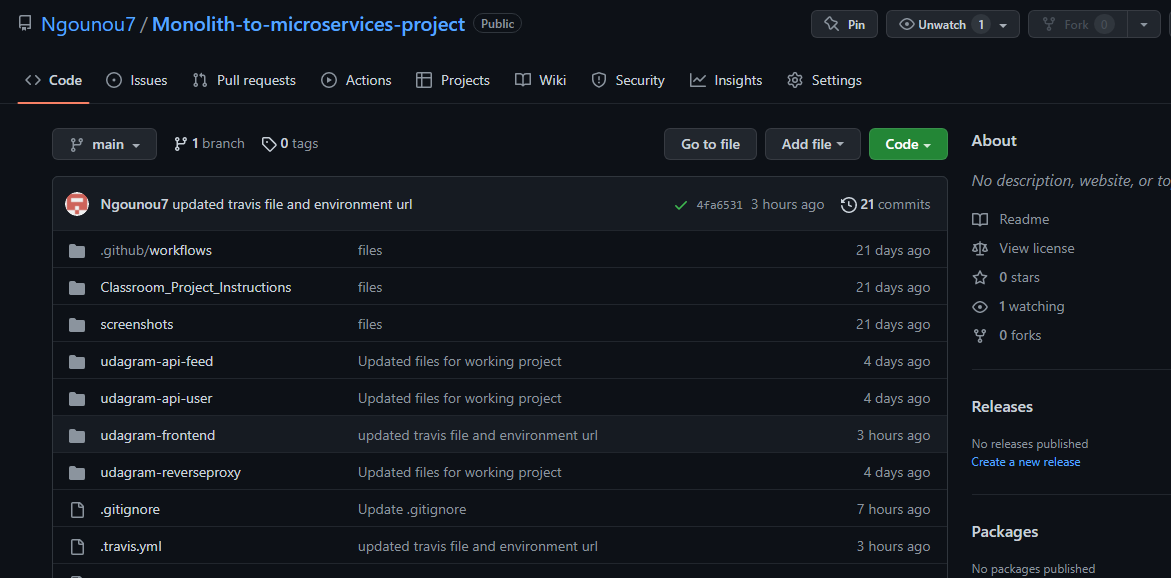 Ngounou7 / Monolith-to-microservices-project Public Pin Unwatch 1 Fork 0
Code Issues Pull requests Actions Projects Wiki Security Insights Settings
main 1 branch 0 tags Go to file Add file Code
Ngounou7 updated travis file and environment url 4fa6531 3 hours ago 21 commits
.github/workflows files 21 days ago
Classroom_Project_Instructions files 21 days ago
screenshots files 21 days ago
udagram-api-feed Updated files for working project 4 days ago
udagram-api-user Updated files for working project 4 days ago
udagram-frontend updated travis file and environment url 3 hours ago
udagram-reverseproxy Updated files for working project 4 days ago
.gitignore Update .gitignore 7 hours ago
.travis.yml updated travis file and environment url 3 hours ago
About
No description, website, or to
Readme
View license
0 stars
1 watching
0 forks
Releases
No releases published
Create a new release
Packages
No packages published